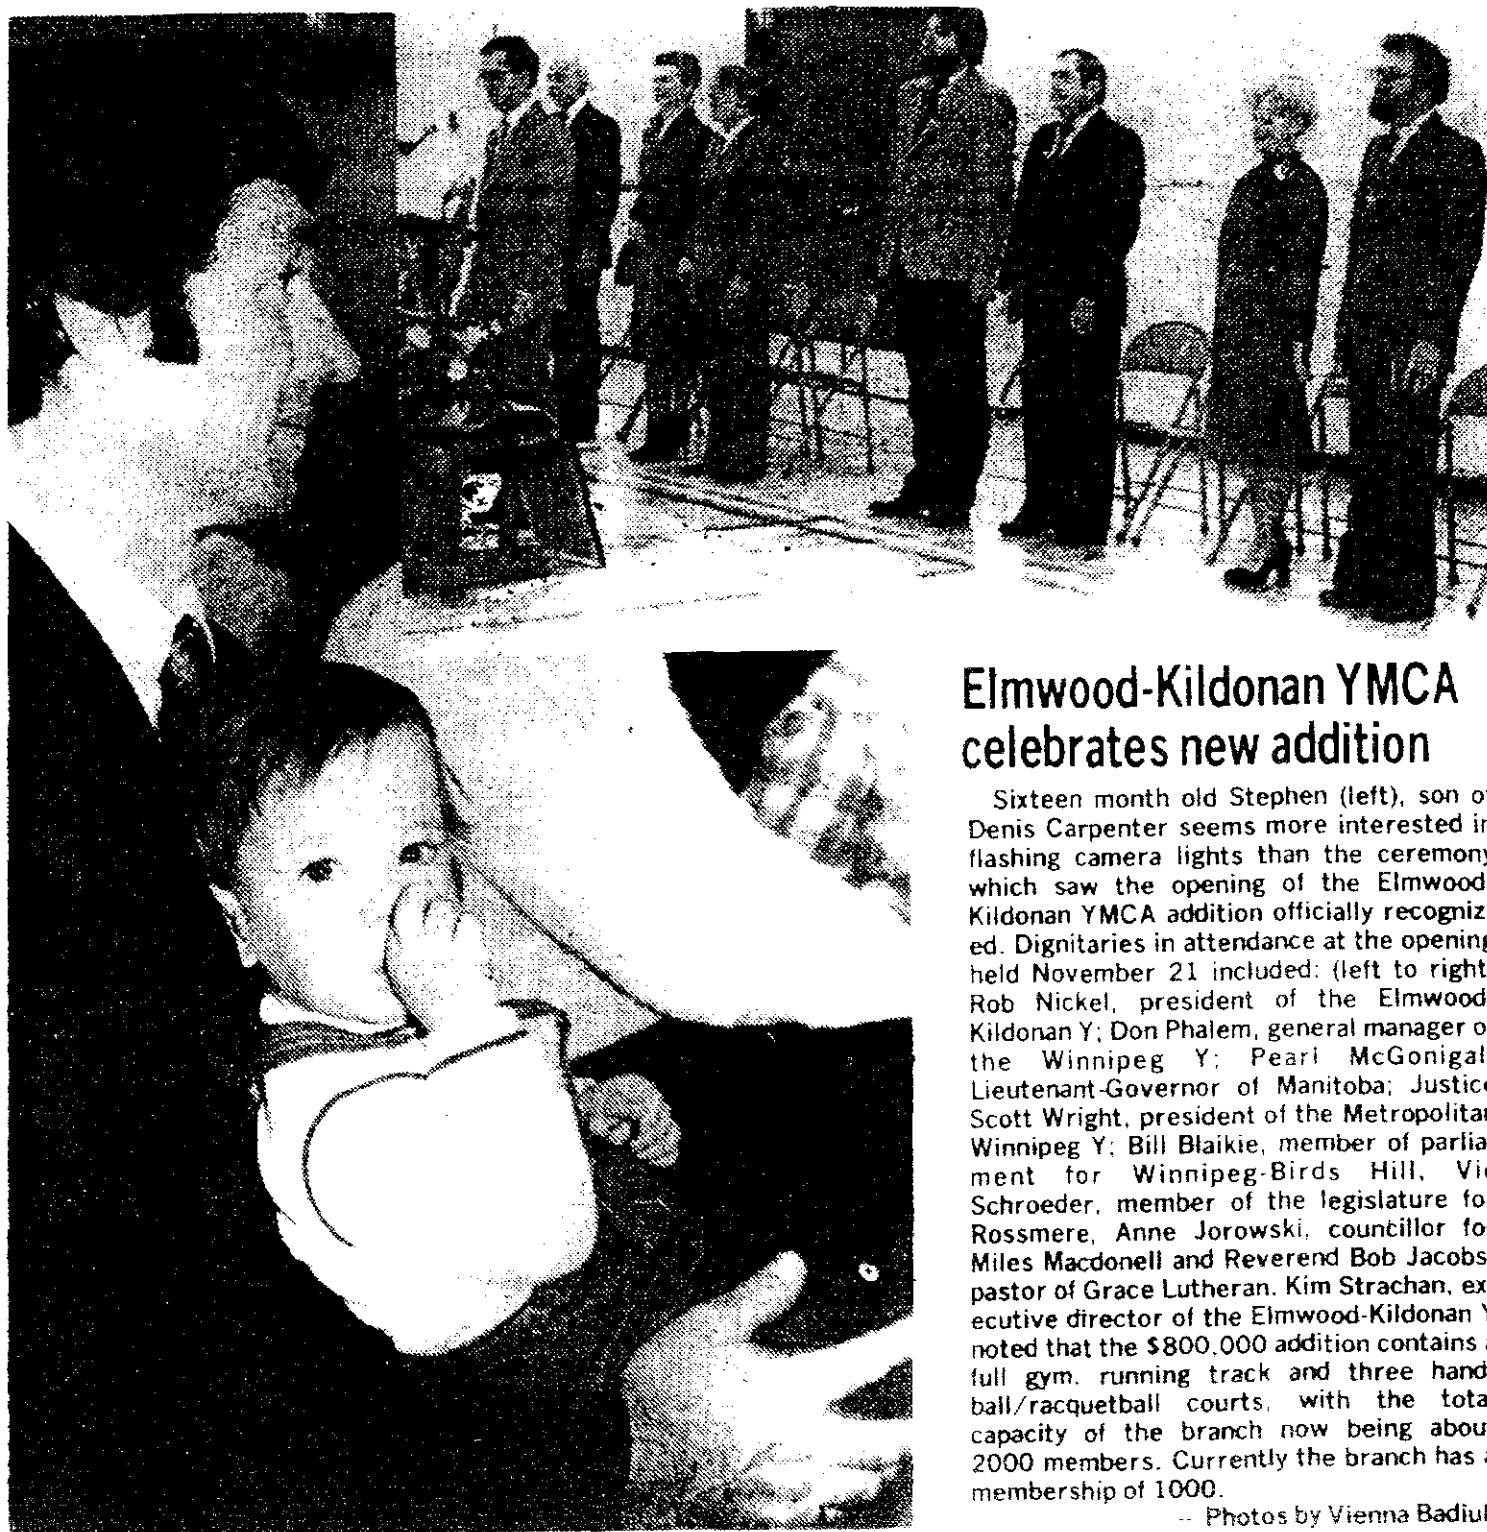 Elmwood-Kildonan YMCA
celebrates new addition
Sixteen month old Stephen (left), son of
Denis Carpenter seems more interested in
flashing camera lights than the ceremony
which saw the opening of the Elmwood-
Kildonan YMCA addition officially recogniz-
ed. Dignitaries in attendance at the opening
held November 21 included: (left to right)
Rob Nickel, president of the Elmwood-
Kildonan Y; Don Phalem, general manager of
the Winnipeg Y; Pearl McGonigal,
Lieutenant-Governor of Manitoba; Justice
Scott Wright, president of the Metropolitan
Winnipeg Y; Bill Blaikie, member of parlia-
ment for Winnipeg-Birds Hill, Vic
Schroeder, member of the legislature for
Rossmere, Anne Jorowski, councillor for
Miles Macdonell and Reverend Bob Jacobs,
pastor of Grace Lutheran. Kim Strachan, ex-
ecutive director of the Elmwood-Kildonan Y
noted that the $800,000 addition contains a
full gym. running track and three hand-
ball/racquetball courts, with the total
capacity of the branch now being about
2000 members. Currently the branch has a
membership of 1000.
-- Photos by Vienna Badiuk